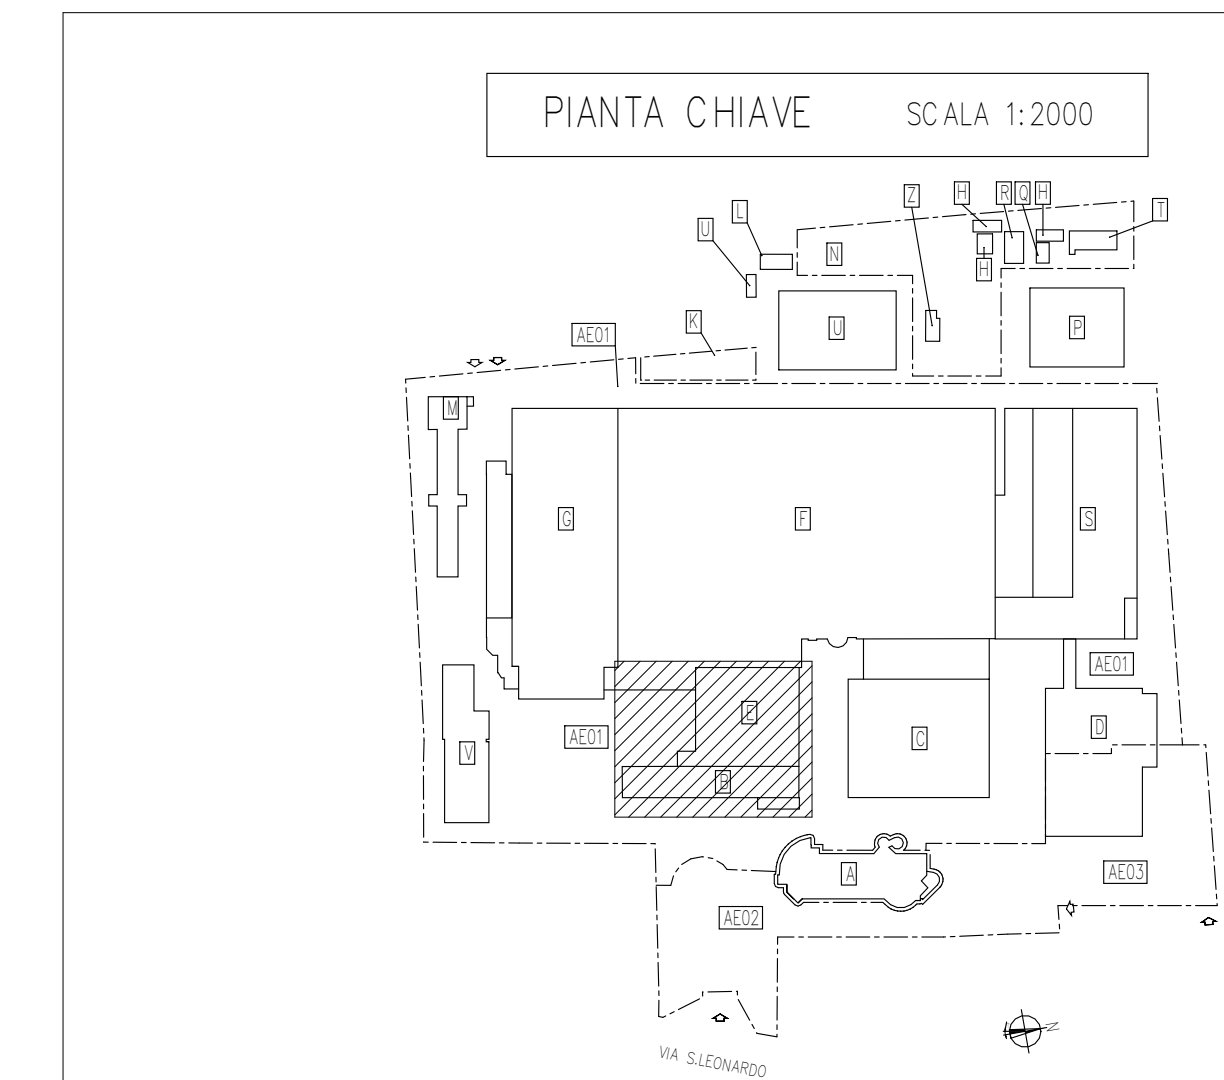 PIANTA CHIAVE SCALA 1:2000
Z H R Q H T
L
U
N
H
K
AE01
U
P
M
G
F
S
AE01
E
D
AE01
C
V
B
A
AE03
AE02
N
VIA S.LEONARDO